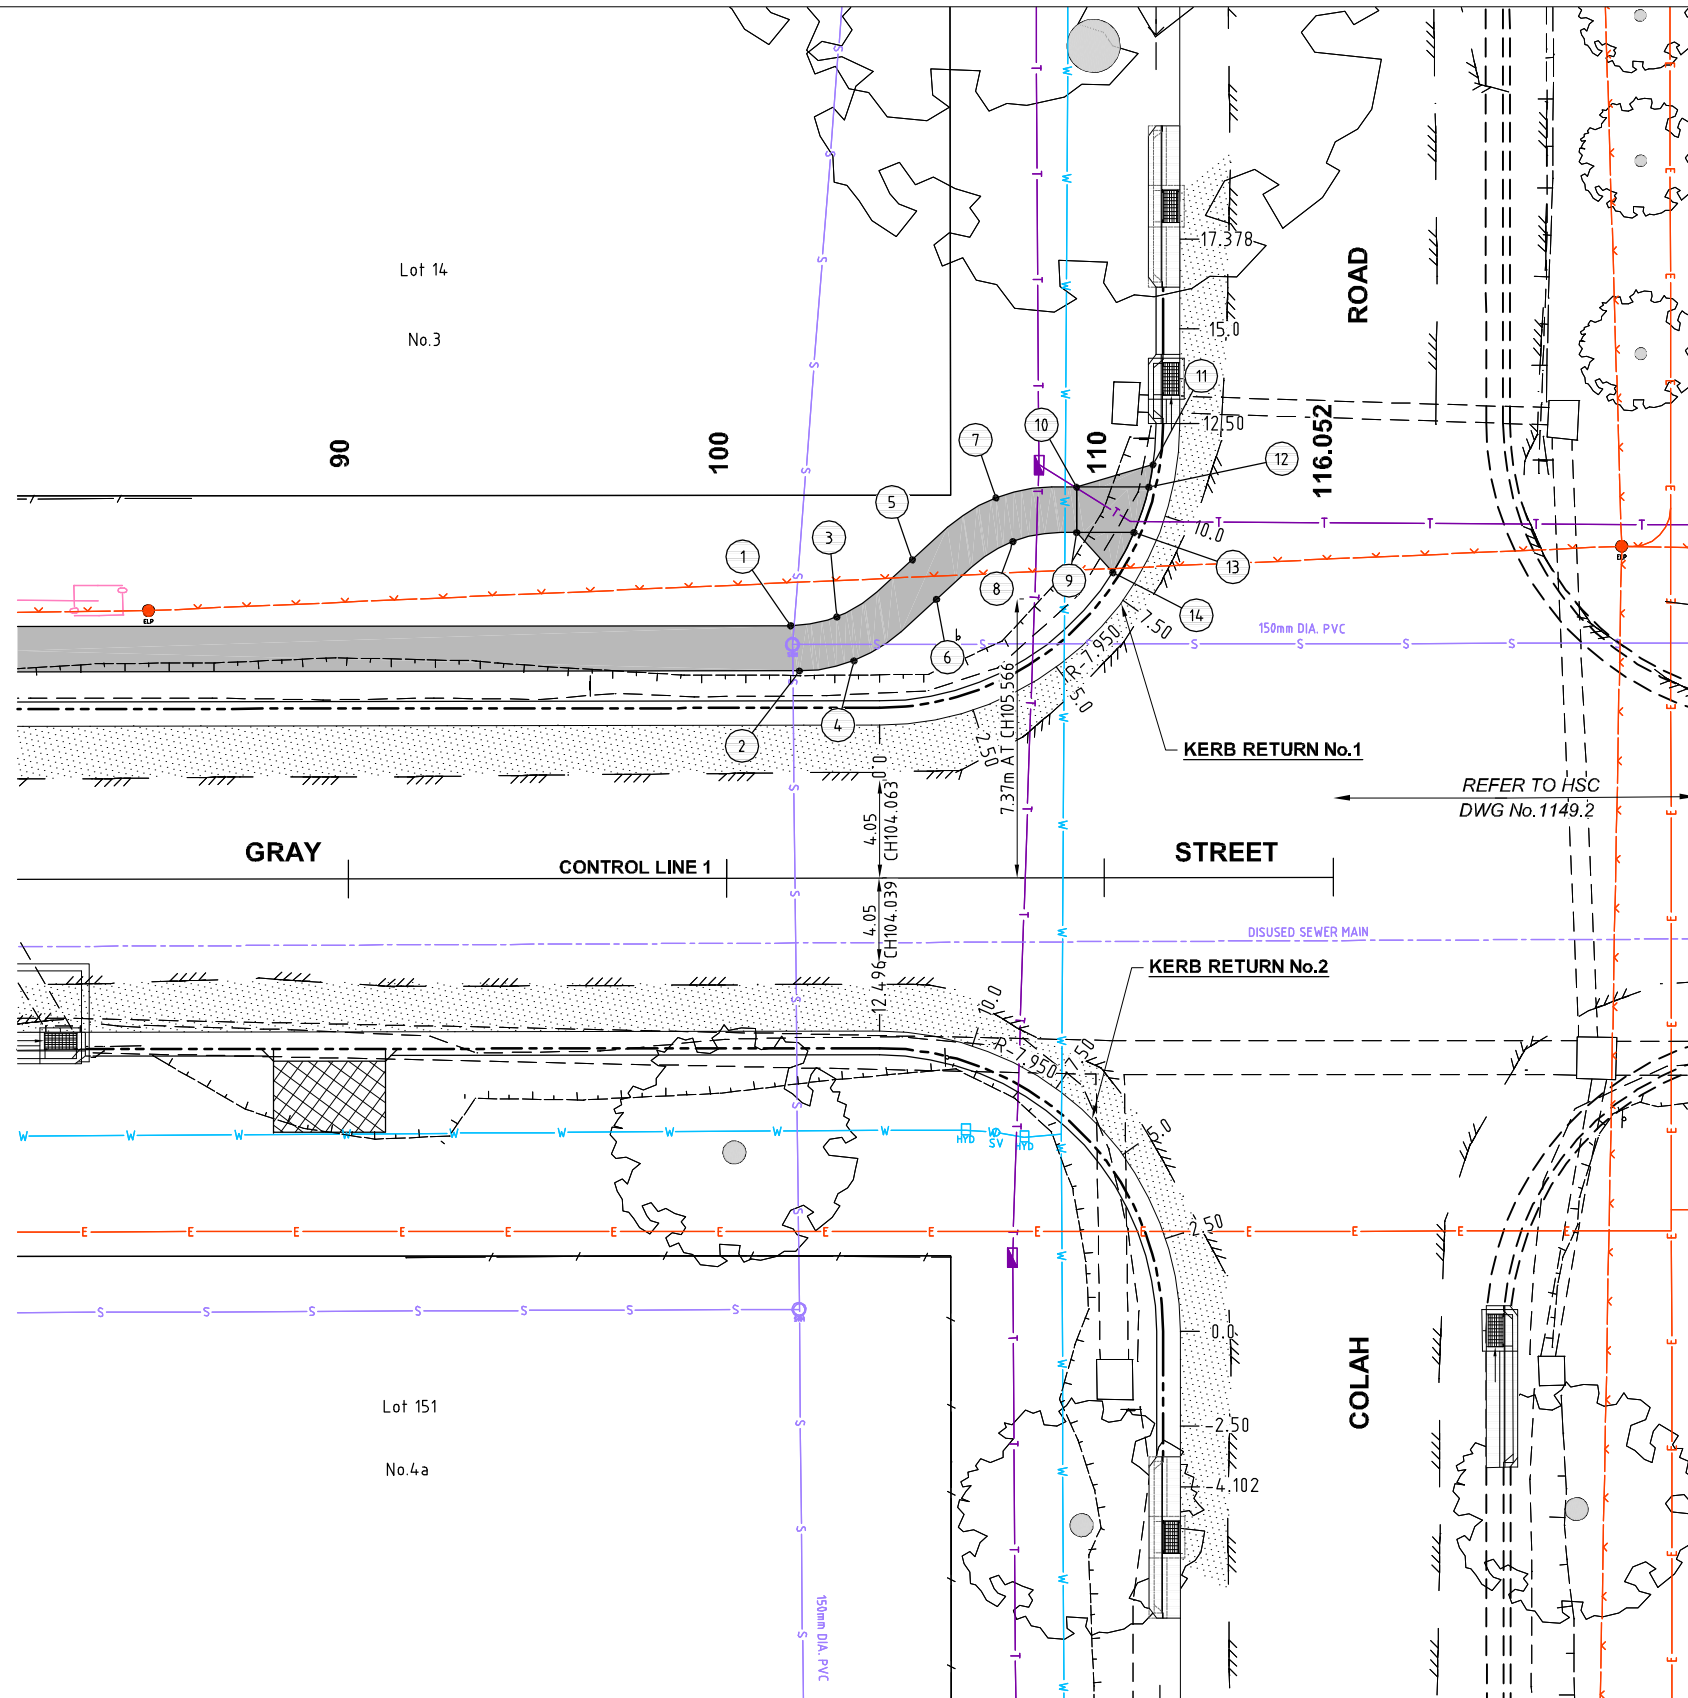 Lot 14
No.3
ROAD
17.378
15.0
12.50
10.0
7.50
5.0
2.50
0.0
90
100
110
116.052
1
2
3
4
5
6
7
8
9
10
11
12
13
14
ELP
ELP
150mm DIA. PVC
R-7.950
7.37m AT CH105.566
KERB RETURN No.1
REFER TO HSC
DWG No.1149.2
4.05
CH104.063
GRAY
CONTROL LINE 1
STREET
4.05
CH104.039
DISUSED SEWER MAIN
KERB RETURN No.2
12.496
10.0
R-7.950
7.50
5.0
2.50
0.0
-2.50
-4.102
HYD
SV
HYD
COLAH
Lot 151
No.4a
150mm DIA. PVC